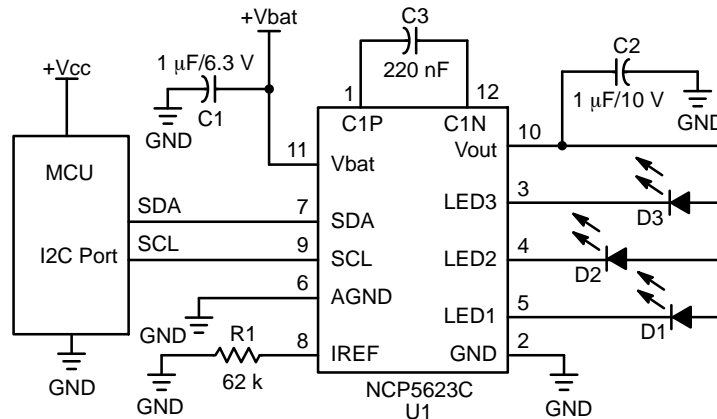 +Vbat
C3
C2
+Vcc
1 µF/6.3 V
220 nF
1
12
1 µF/10 V
GND
C1
GND
C1P
C1N
10
11
Vbat
Vout
MCU
SDA
7
SDA
LED3
3
D3
SCL
9
I2C Port
SCL
LED2
4
D2
6
AGND
GND
LED1
5
D1
R1
8
IREF
GND
2
GND
62 k
GND
NCP5623C
GND
U1